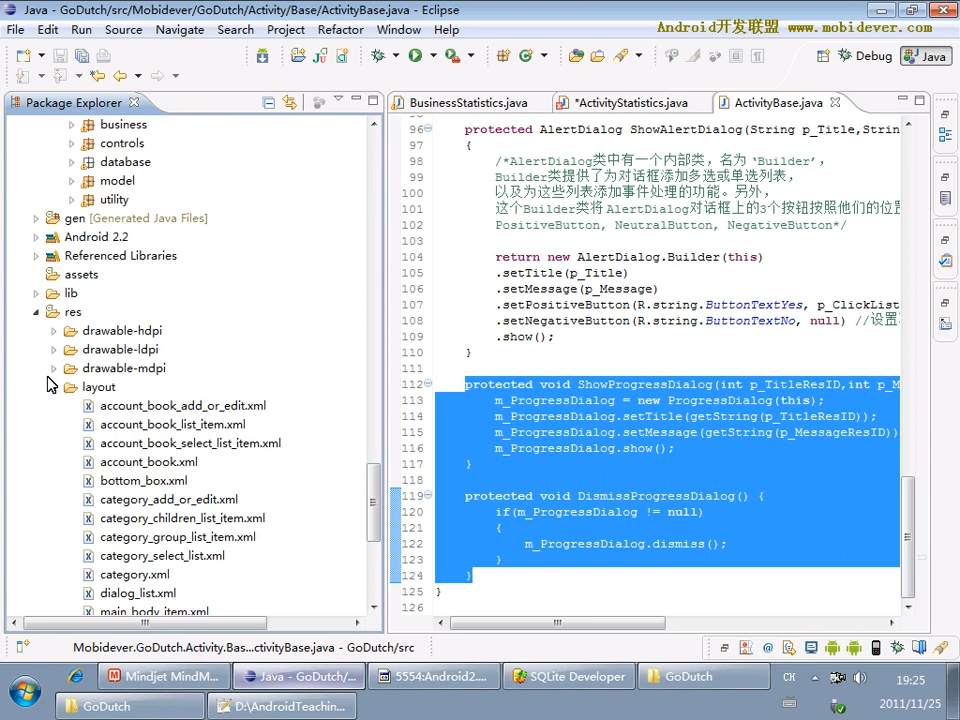 Java - GoDutch/src/Mobidever/GoDutch/Activity/Base/ActivityBase.java - Eclipse
File Edit Run Source Navigate Search Project Refactor Window Help
Android开发联盟 www.mobidever.com
Debug Java
Package Explorer
BusinessStatistics.java *ActivityStatistics.java ActivityBase.java
business
controls
database
model
utility
gen [Generated Java Files]
Android 2.2
Referenced Libraries
assets
lib
res
drawable-hdpi
drawable-ldpi
drawable-mdpi
layout
account_book_add_or_edit.xml
account_book_list_item.xml
account_book_select_list_item.xml
account_book.xml
bottom_box.xml
category_add_or_edit.xml
category_children_list_item.xml
category_group_list_item.xml
category_select_list.xml
category.xml
dialog_list.xml
main_body_item.xml
96 protected AlertDialog ShowAlertDialog(String p_Title,Strin
97 {
98 /*AlertDialog类中有一个内部类，名为‘Builder’，
99 Builder类提供了为对话框添加多选或单选列表，
100 以及为这些列表添加事件处理的功能。另外，
101 这个Builder类将AlertDialog对话框上的3个按钮按照他们的位置
102 PositiveButton, NeutralButton, NegativeButton*/
103
104 return new AlertDialog.Builder(this)
105 .setTitle(p_Title)
106 .setMessage(p_Message)
107 .setPositiveButton(R.string.ButtonTextYes, p_ClickList
108 .setNegativeButton(R.string.ButtonTextNo, null) //设置
109 .show();
110 }
111
112 protected void ShowProgressDialog(int p_TitleResID,int p_M
113 m_ProgressDialog = new ProgressDialog(this);
114 m_ProgressDialog.setTitle(getString(p_TitleResID));
115 m_ProgressDialog.setMessage(getString(p_MessageResID))
116 m_ProgressDialog.show();
117 }
118
119 protected void DismissProgressDialog() {
120 if(m_ProgressDialog != null)
121 {
122 m_ProgressDialog.dismiss();
123 }
124 }
125 }
126
Mobidever.GoDutch.Activity.Bas...ctivityBase.java - GoDutch/src
Mindjet MindM... Java - GoDutch/... 5554:Android2.... SQLite Developer GoDutch CH 19:25
GoDutch D:\AndroidTeachin... 2011/11/25